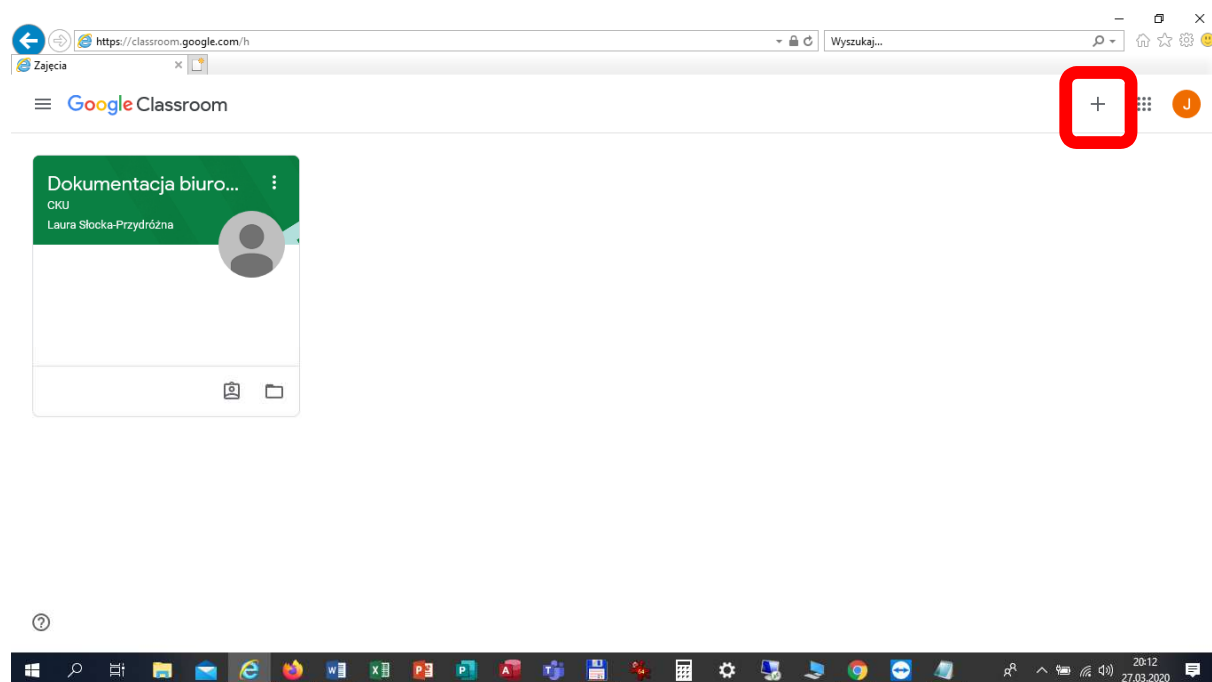 https://classroom.google.com/h
Wyszukaj...
Zajęcia
Google Classroom
J
Dokumentacja biuro...
CKU
Laura Słocka-Przydróżna
20:12
27.03.2020